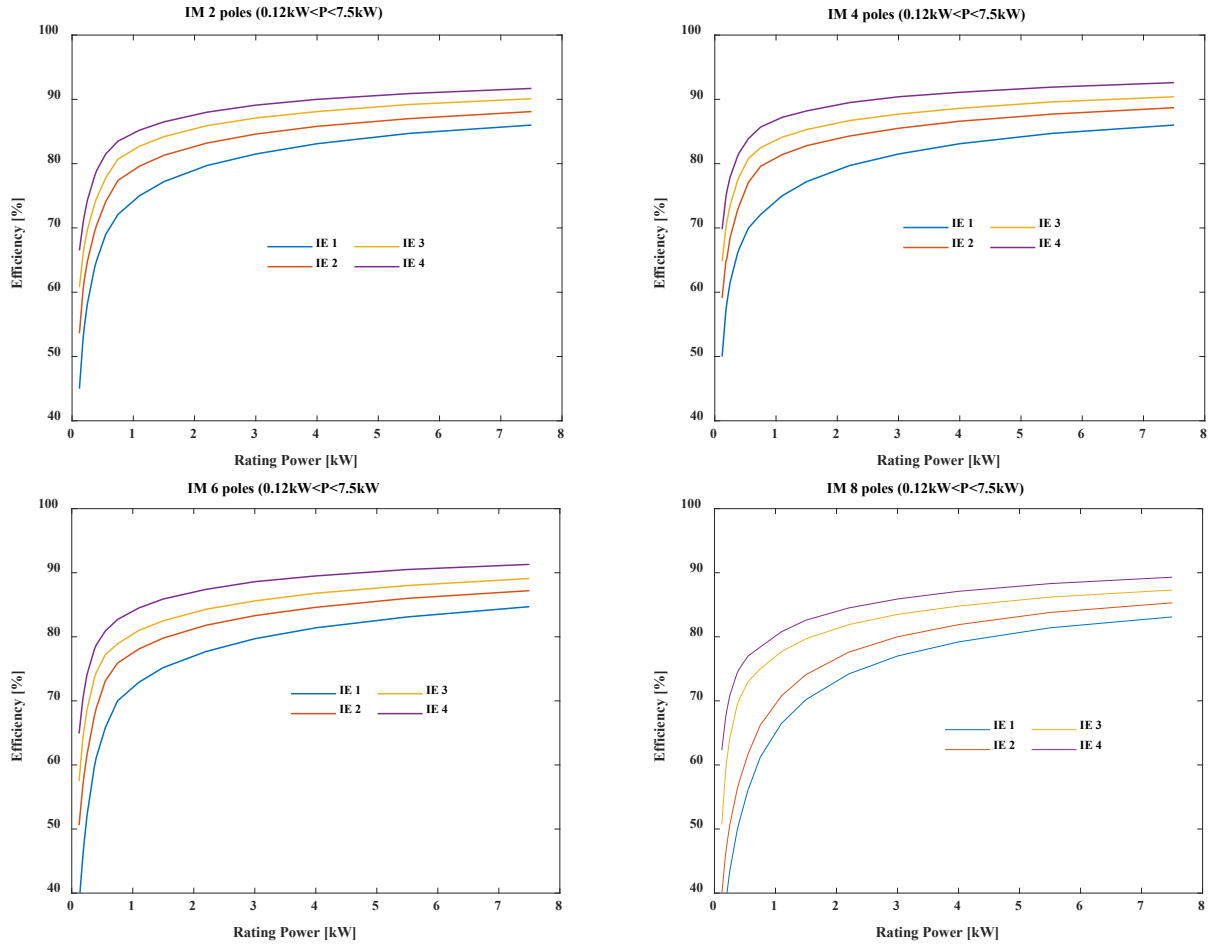 IM 2 poles (0.12kW<P<7.5kW)
100
90
80
70
60
50
40
Efficiency [%]
IE 1 IE 3
IE 2 IE 4
0 1 2 3 4 5 6 7 8
Rating Power [kW]
IM 4 poles (0.12kW<P<7.5kW)
100
90
80
70
60
50
40
Efficiency [%]
IE 1 IE 3
IE 2 IE 4
0 1 2 3 4 5 6 7 8
Rating Power [kW]
IM 6 poles (0.12kW<P<7.5kW
100
90
80
70
60
50
40
Efficiency [%]
IE 1 IE 3
IE 2 IE 4
0 1 2 3 4 5 6 7 8
Rating Power [kW]
IM 8 poles (0.12kW<P<7.5kW)
100
90
80
70
60
50
40
Efficiency [%]
IE 1 IE 3
IE 2 IE 4
0 1 2 3 4 5 6 7 8
Rating Power [kW]